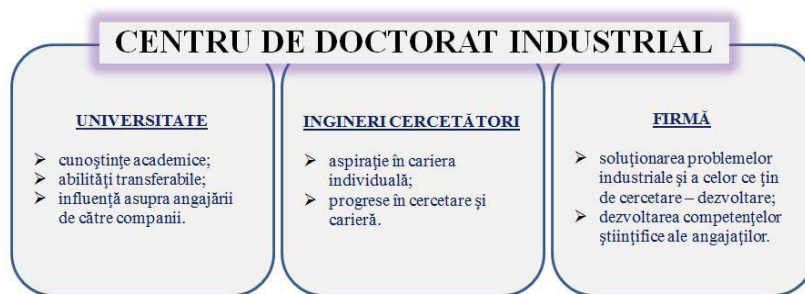 CENTRU DE DOCTORAT INDUSTRIAL
UNIVERSITATE
➢ cunoştinţe academice;
➢ abilităţi transferabile;
➢ influenţă asupra angajării
de către companii.
INGINERI CERCETĂTORI
➢ aspiraţie în cariera
individuală;
➢ progrese în cercetare şi
carieră.
FIRMĂ
➢ soluţionarea problemelor
industriale şi a celor ce ţin
de cercetare – dezvoltare;
➢ dezvoltarea competenţelor
ştiinţifice ale angajaţilor.